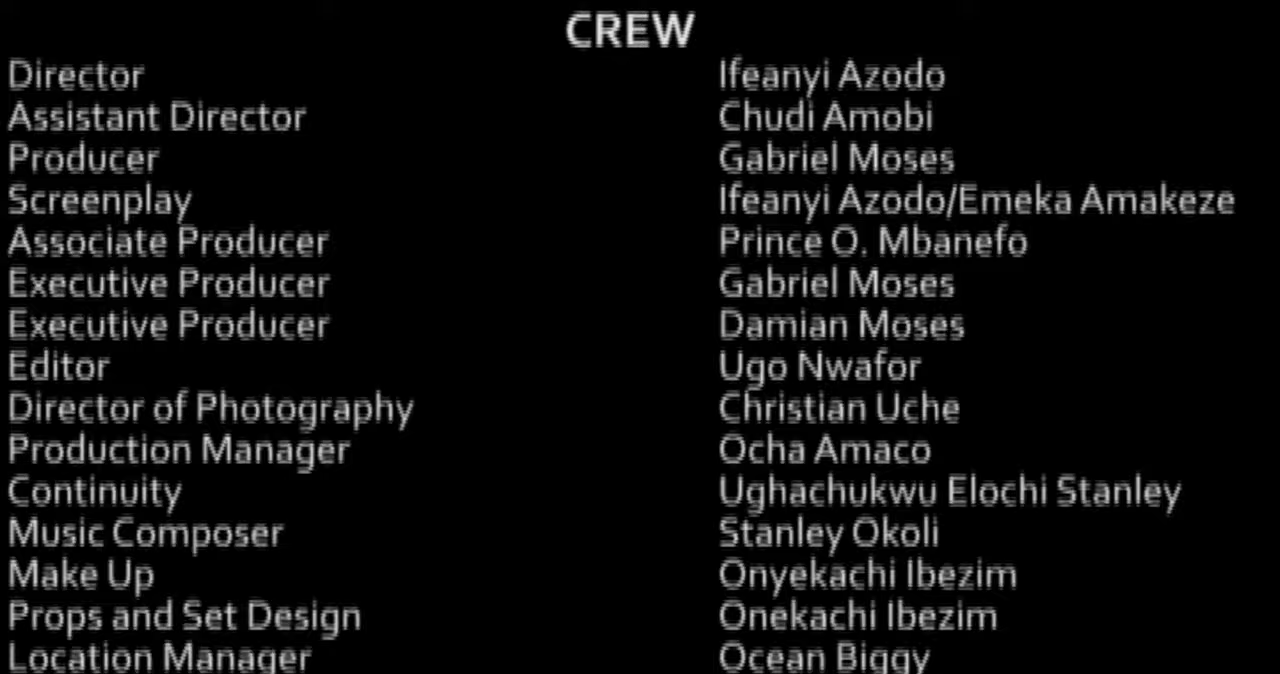 CREW
Director Ifeanyi Azodo
Assistant Director Chudi Amobi
Producer Gabriel Moses
Screenplay Ifeanyi Azodo/Emeka Amakeze
Associate Producer Prince O. Mbanefo
Executive Producer Gabriel Moses
Executive Producer Damian Moses
Editor Ugo Nwafor
Director of Photography Christian Uche
Production Manager Ocha Amaco
Continuity Ughachukwu Elochi Stanley
Music Composer Stanley Okoli
Make Up Onyekachi Ibezim
Props and Set Design Onekachi Ibezim
Location Manager Ocean Biggy